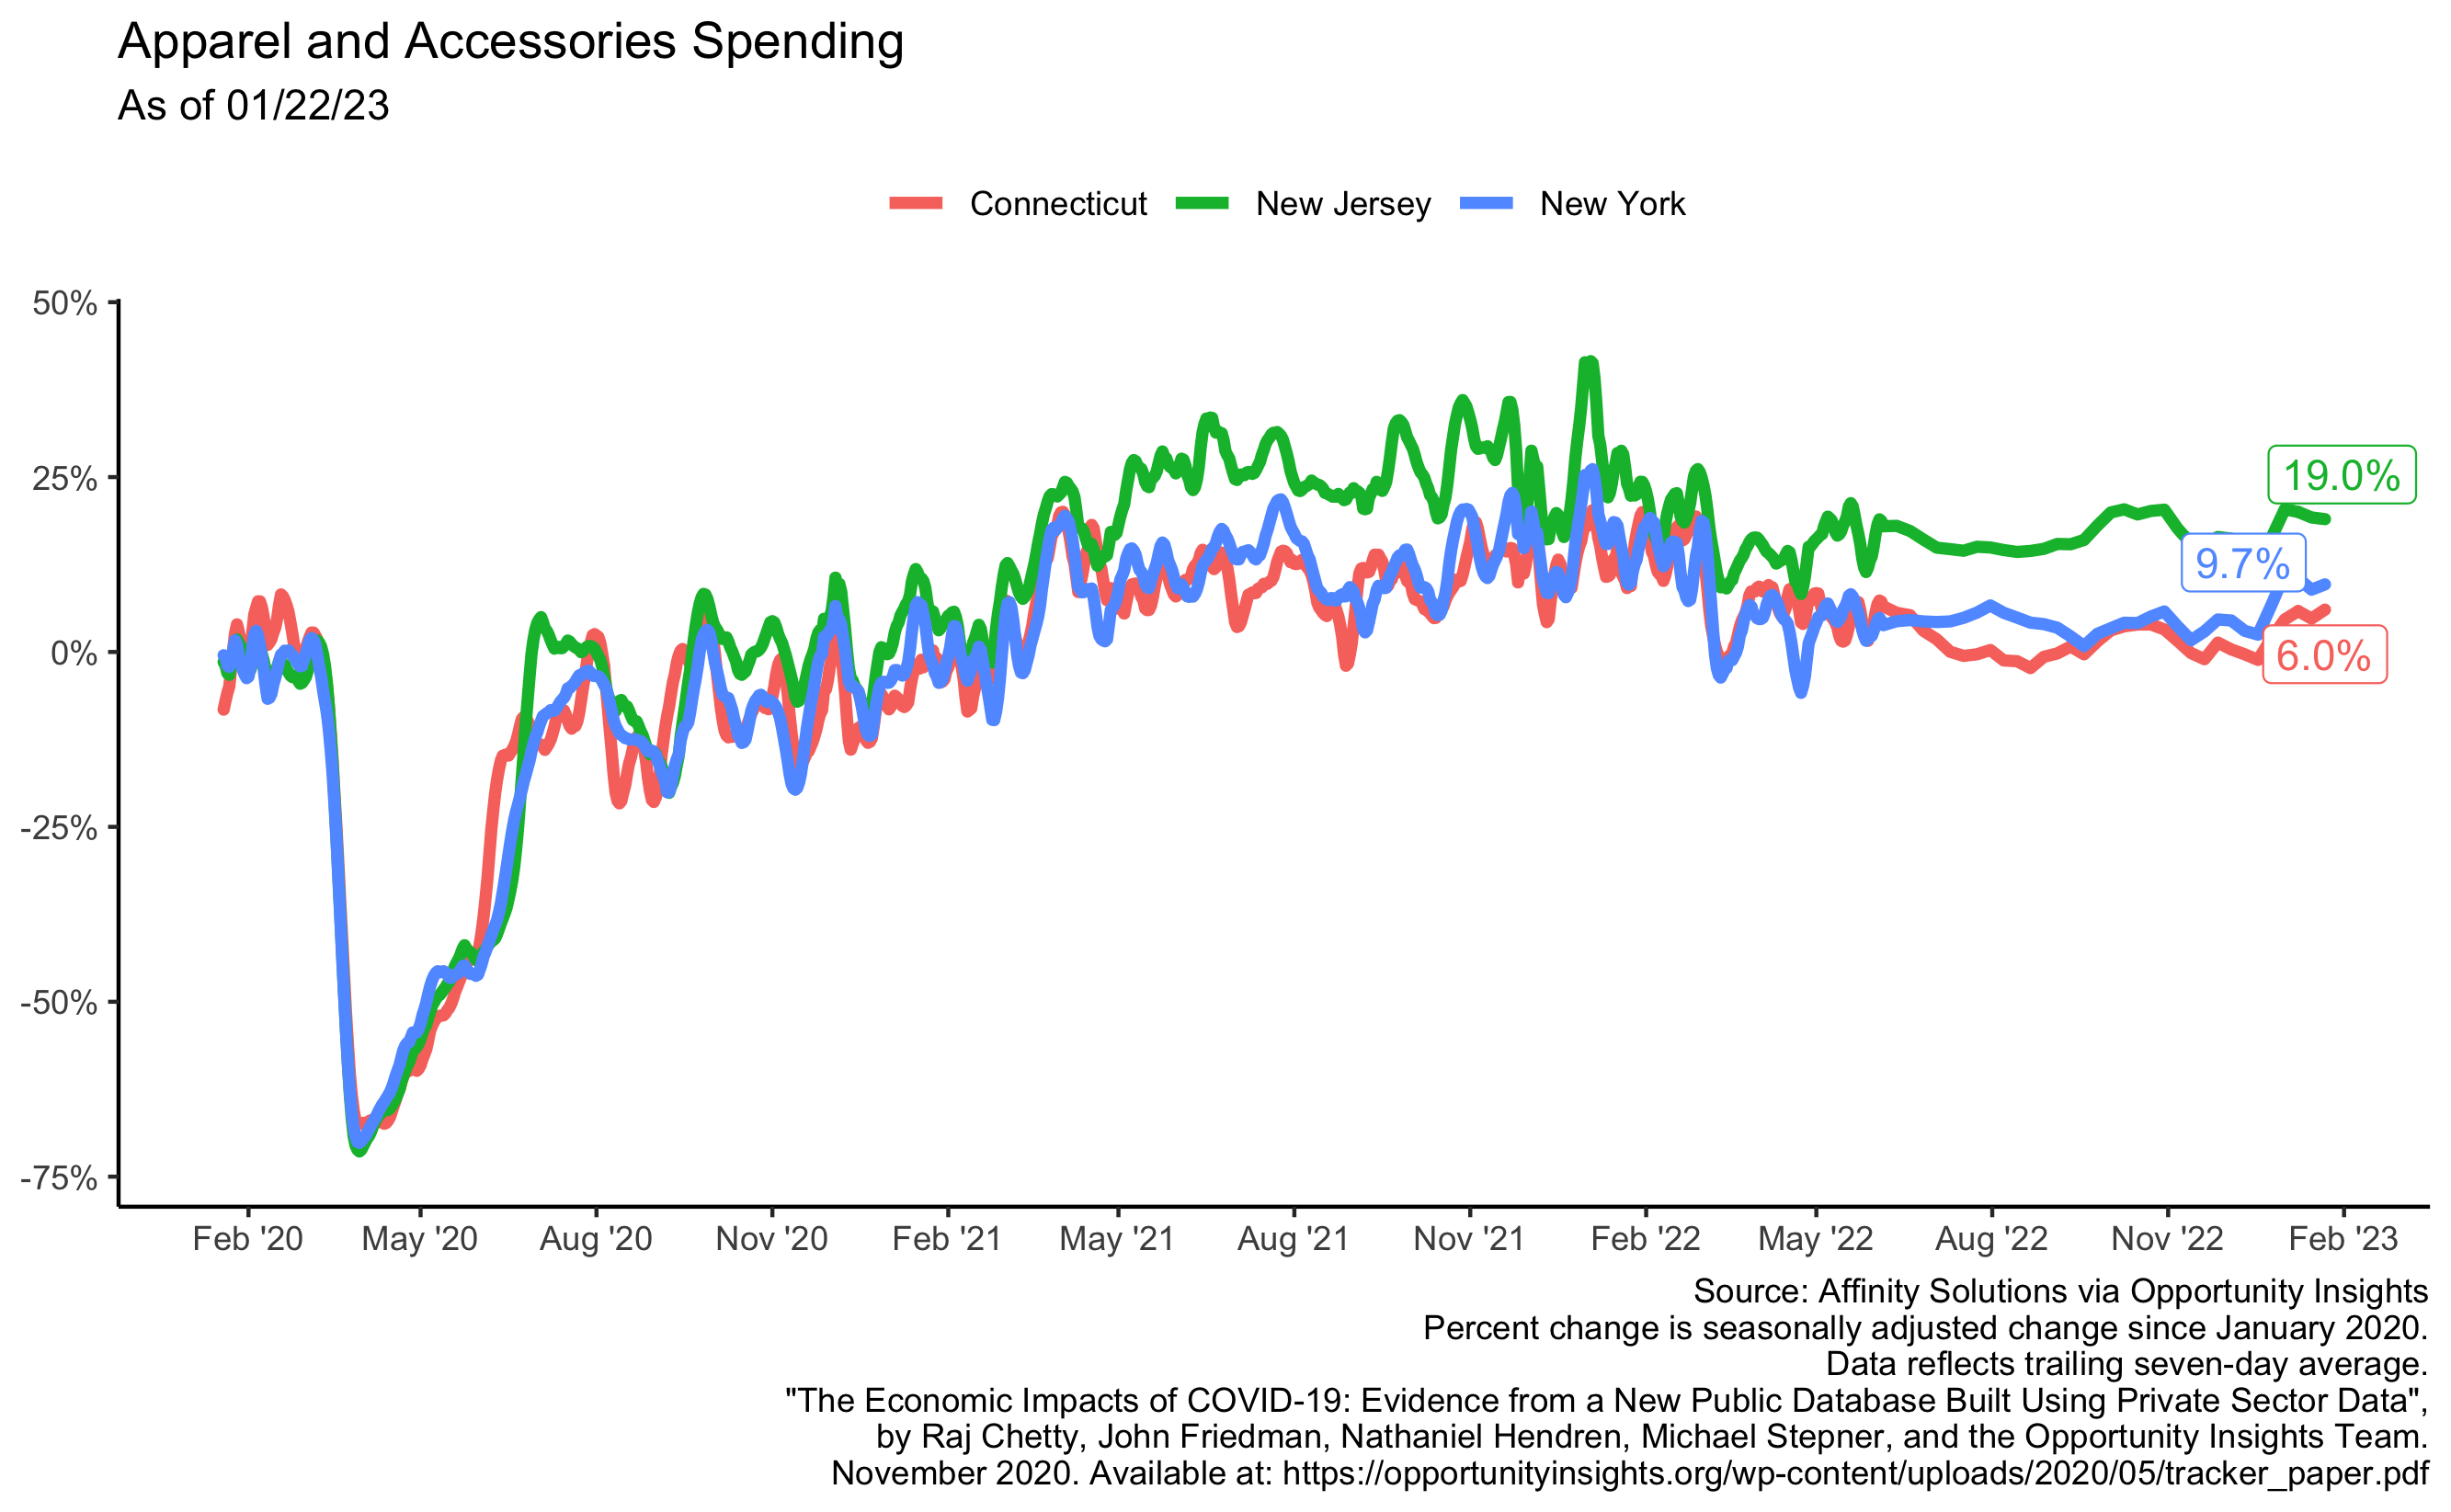 Apparel and Accessories Spending
As of 01/22/23
Connecticut New Jersey New York
50%
25%
0%
-25%
-50%
-75%
19.0%
9.7%
6.0%
Feb '20 May '20 Aug '20 Nov '20 Feb '21 May '21 Aug '21 Nov '21 Feb '22 May '22 Aug '22 Nov '22 Feb '23
Source: Affinity Solutions via Opportunity Insights
Percent change is seasonally adjusted change since January 2020.
Data reflects trailing seven-day average.
"The Economic Impacts of COVID-19: Evidence from a New Public Database Built Using Private Sector Data",
by Raj Chetty, John Friedman, Nathaniel Hendren, Michael Stepner, and the Opportunity Insights Team.
November 2020. Available at: https://opportunityinsights.org/wp-content/uploads/2020/05/tracker_paper.pdf